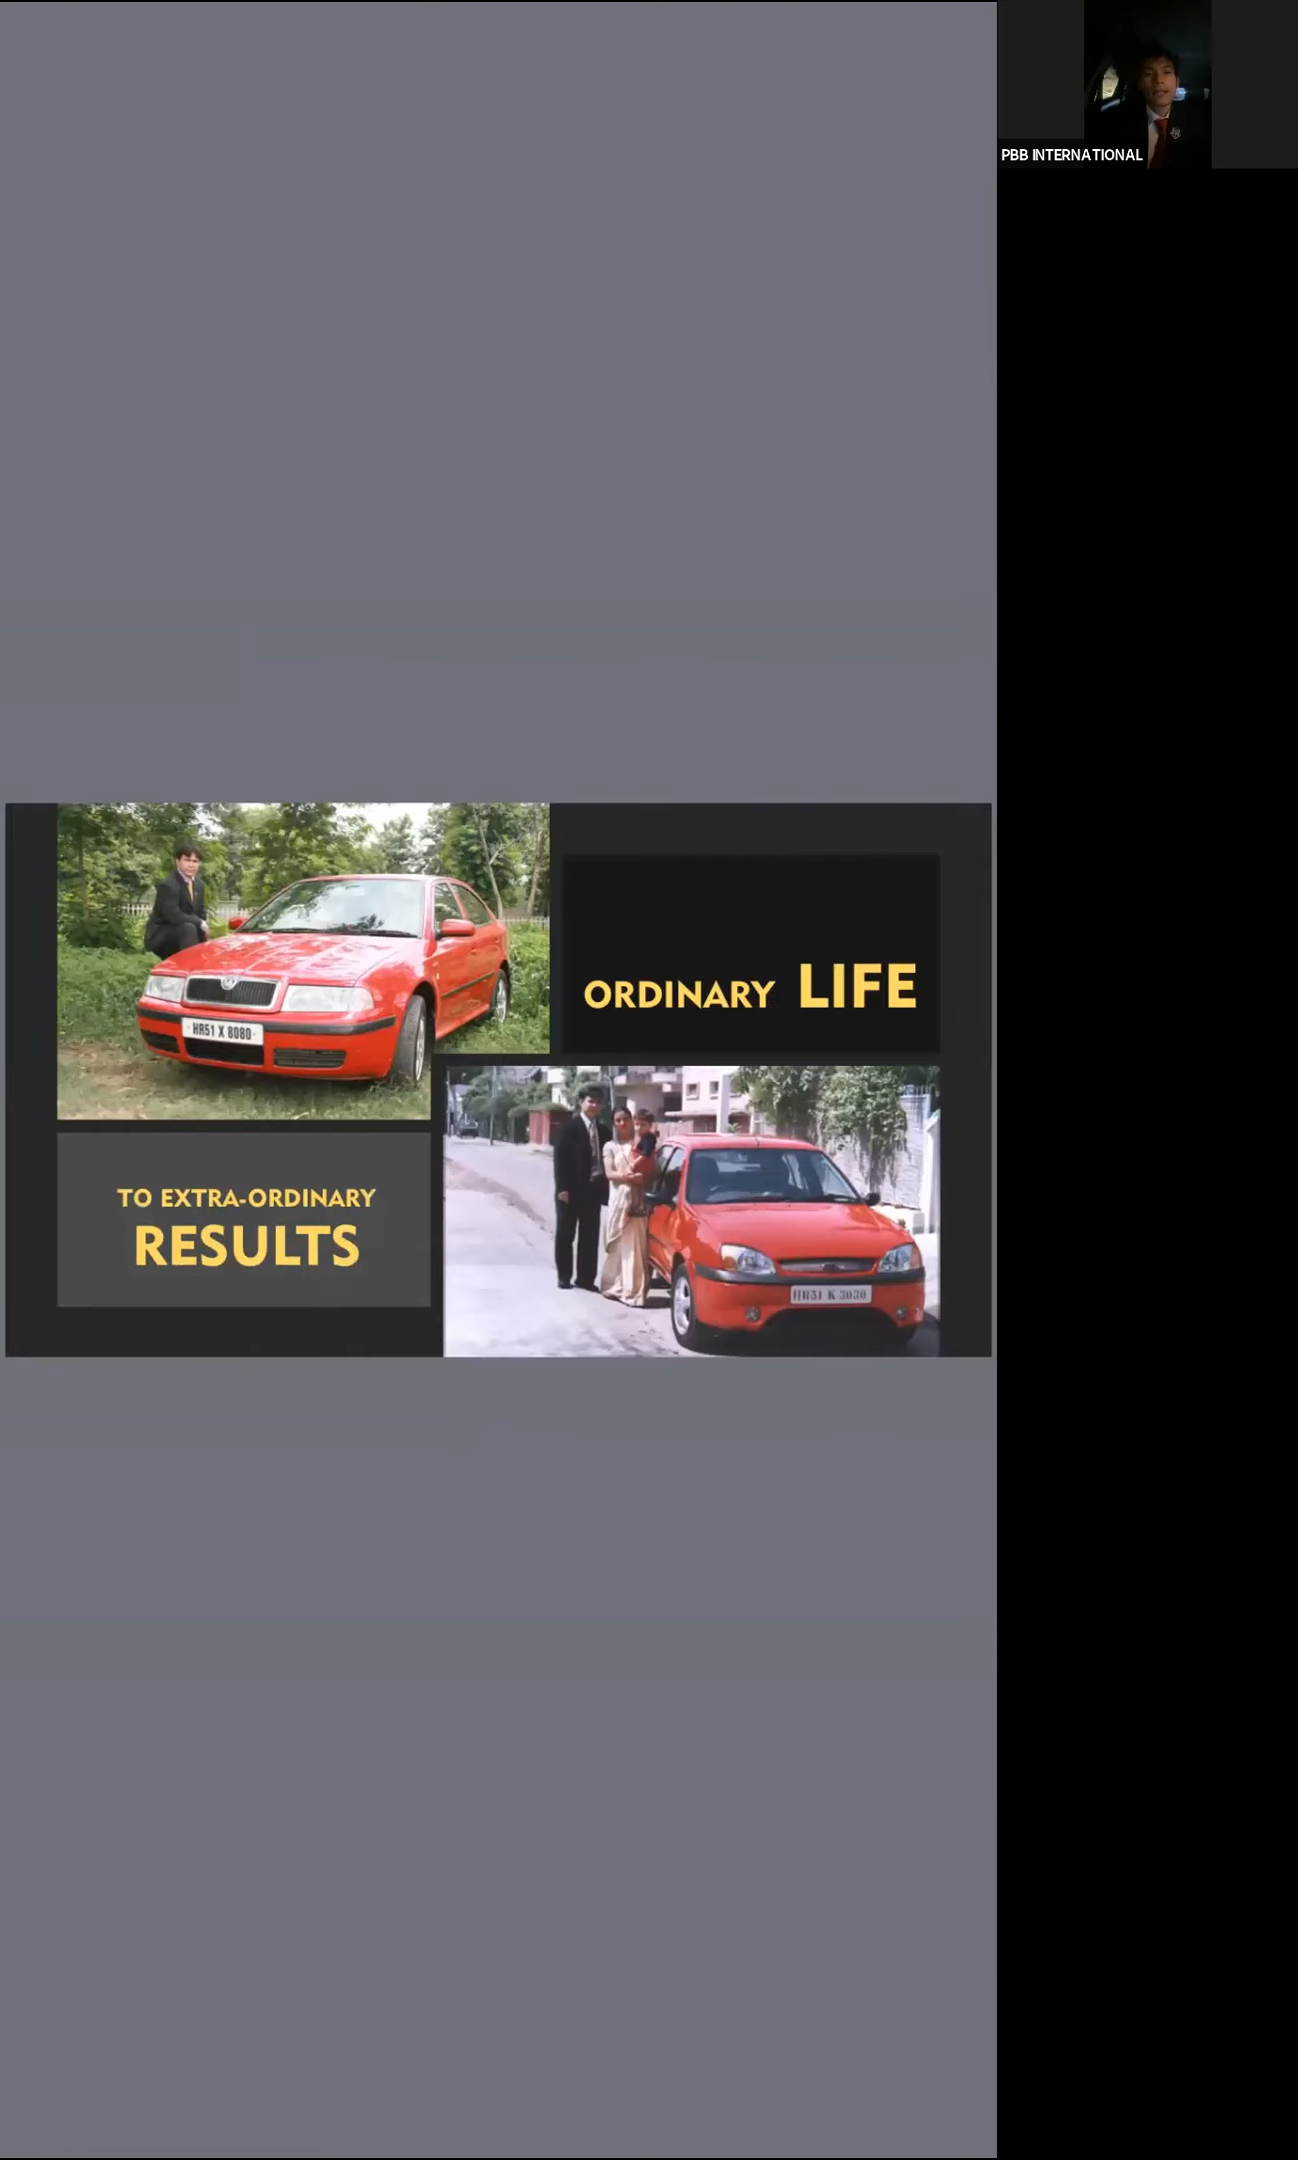 PBB INTERNATIONAL
HR51 X 8080
ORDINARY LIFE
TO EXTRA-ORDINARY
RESULTS
HR51 K 3030